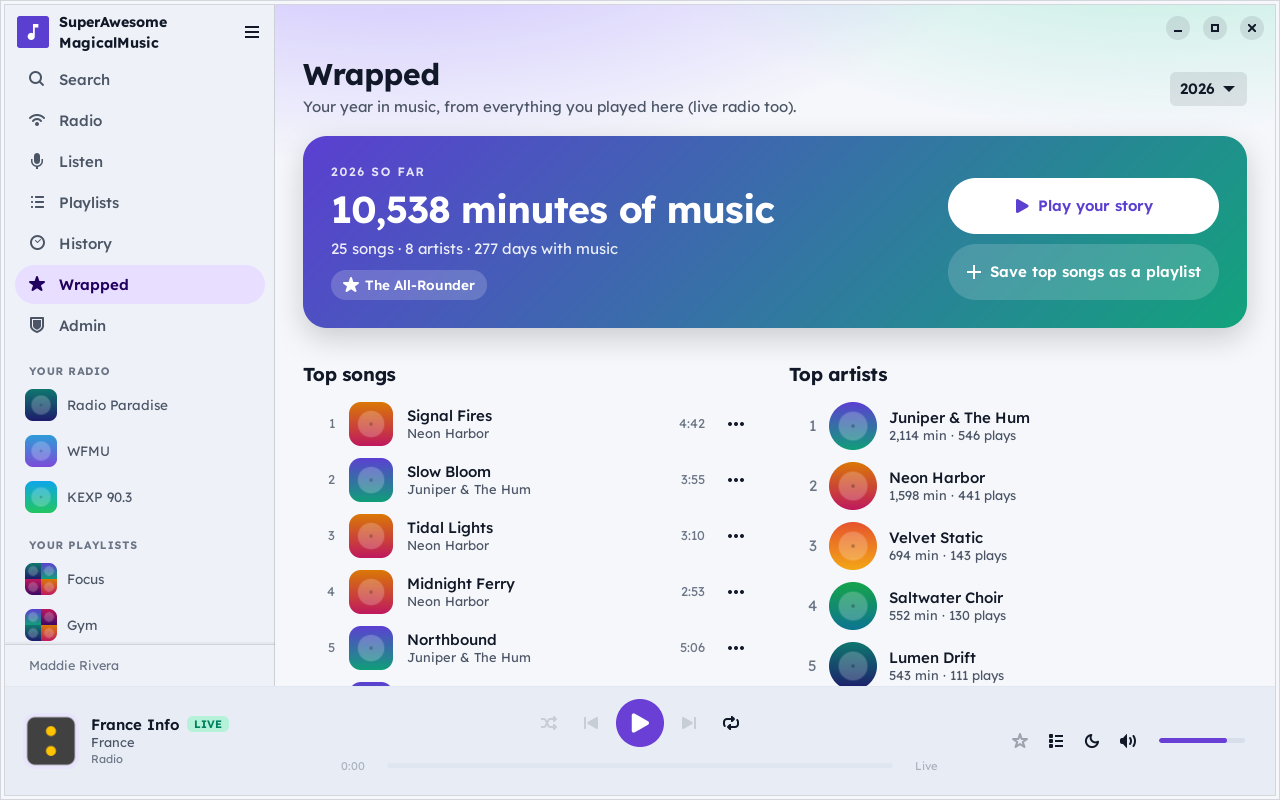 SuperAwesome
MagicalMusic
Search
Radio
Listen
Playlists
History
Wrapped
Admin
YOUR RADIO
Radio Paradise
WFMU
KEXP 90.3
YOUR PLAYLISTS
Focus
Gym
Maddie Rivera
Wrapped
Your year in music, from everything you played here (live radio too).
2026
2026 SO FAR
10,538 minutes of music
25 songs · 8 artists · 277 days with music
The All-Rounder
Play your story
Save top songs as a playlist
Top songs
1 Signal Fires 4:42
Neon Harbor
2 Slow Bloom 3:55
Juniper & The Hum
3 Tidal Lights 3:10
Neon Harbor
4 Midnight Ferry 2:53
Neon Harbor
5 Northbound 5:06
Juniper & The Hum
Top artists
1 Juniper & The Hum
2,114 min · 546 plays
2 Neon Harbor
1,598 min · 441 plays
3 Velvet Static
694 min · 143 plays
4 Saltwater Choir
552 min · 130 plays
5 Lumen Drift
543 min · 111 plays
France Info LIVE
France
Radio
0:00
Live